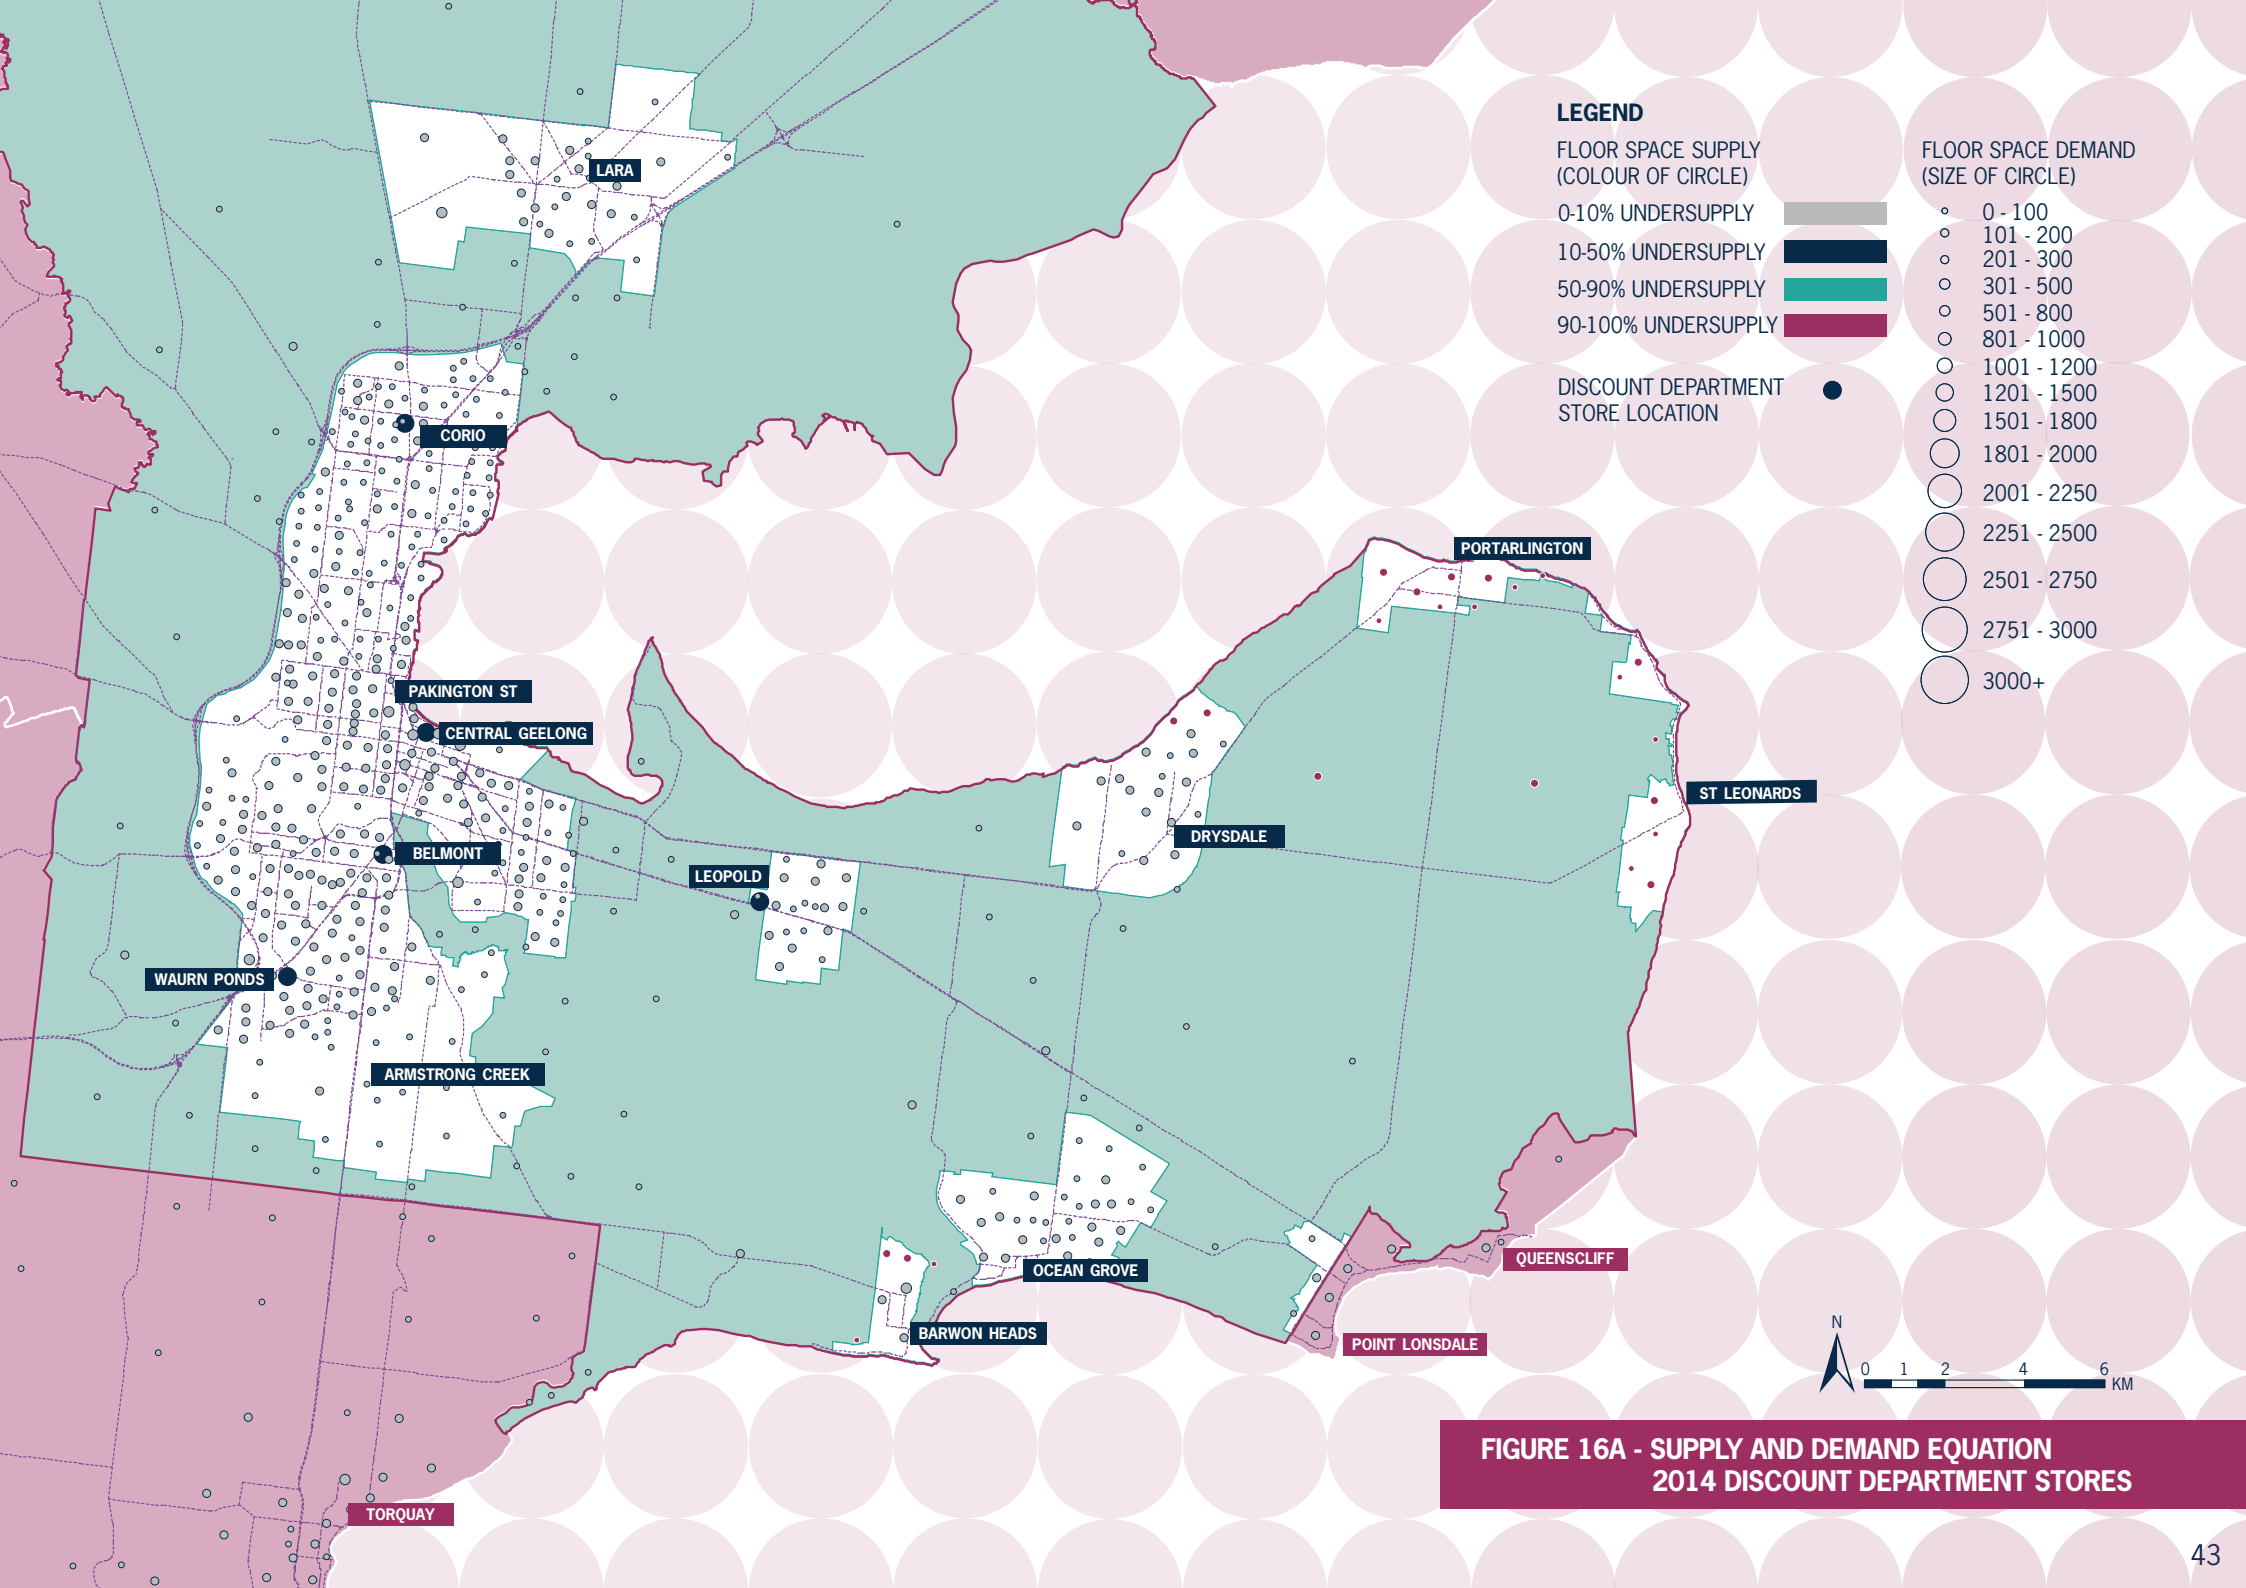 LEGEND
FLOOR SPACE SUPPLY
(COLOUR OF CIRCLE)
0-10% UNDERSUPPLY
10-50% UNDERSUPPLY
50-90% UNDERSUPPLY
90-100% UNDERSUPPLY
DISCOUNT DEPARTMENT
STORE LOCATION
FLOOR SPACE DEMAND
(SIZE OF CIRCLE)
0 - 100
101 - 200
201 - 300
301 - 500
501 - 800
801 - 1000
1001 - 1200
1201 - 1500
1501 - 1800
1801 - 2000
2001 - 2250
2251 - 2500
2501 - 2750
2751 - 3000
3000+
LARA
CORIO
PORTARLINGTON
PAKINGTON ST
CENTRAL GEELONG
ST LEONARDS
DRYSDALE
BELMONT
LEOPOLD
WAURN PONDS
ARMSTRONG CREEK
OCEAN GROVE
QUEENSCLIFF
BARWON HEADS
POINT LONSDALE
TORQUAY
N
0 1 2 4 6
KM
FIGURE 16A - SUPPLY AND DEMAND EQUATION
2014 DISCOUNT DEPARTMENT STORES
43